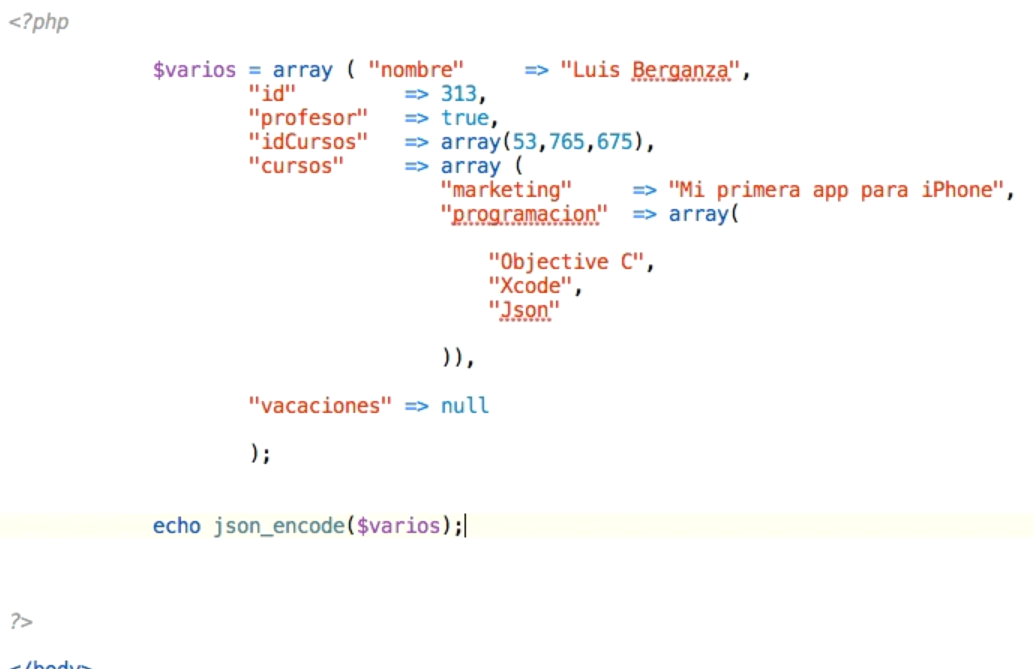 <?php
$varios = array ( "nombre" => "Luis Berganza",
"id" => 313,
"profesor" => true,
"idCursos" => array(53,765,675),
"cursos" => array (
"marketing" => "Mi primera app para iPhone",
"programacion" => array(
"Objective C",
"Xcode",
"Json"
)),
"vacaciones" => null
);
echo json_encode($varios);
?>
</body>